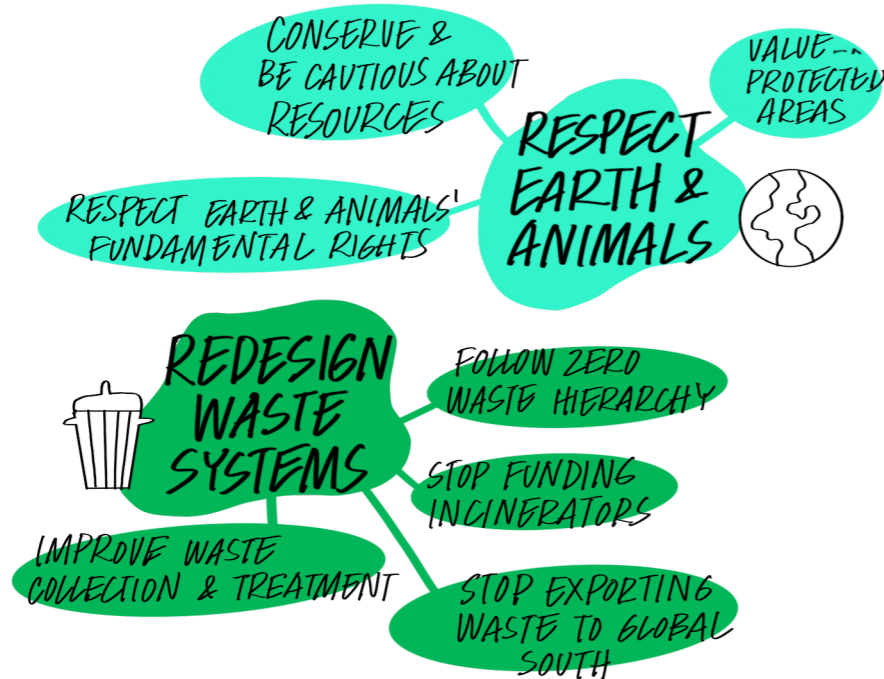 CONSERVE &
BE CAUTIOUS ABOUT
RESOURCES
VALUE
PROTECTED
AREAS
RESPECT
EARTH &
ANIMALS
RESPECT EARTH & ANIMALS'
FUNDAMENTAL RIGHTS
REDESIGN
WASTE
SYSTEMS
FOLLOW ZERO
WASTE HIERARCHY
STOP FUNDING
INCINERATORS
IMPROVE WASTE
COLLECTION & TREATMENT
STOP EXPORTING
WASTE TO GLOBAL
SOUTH